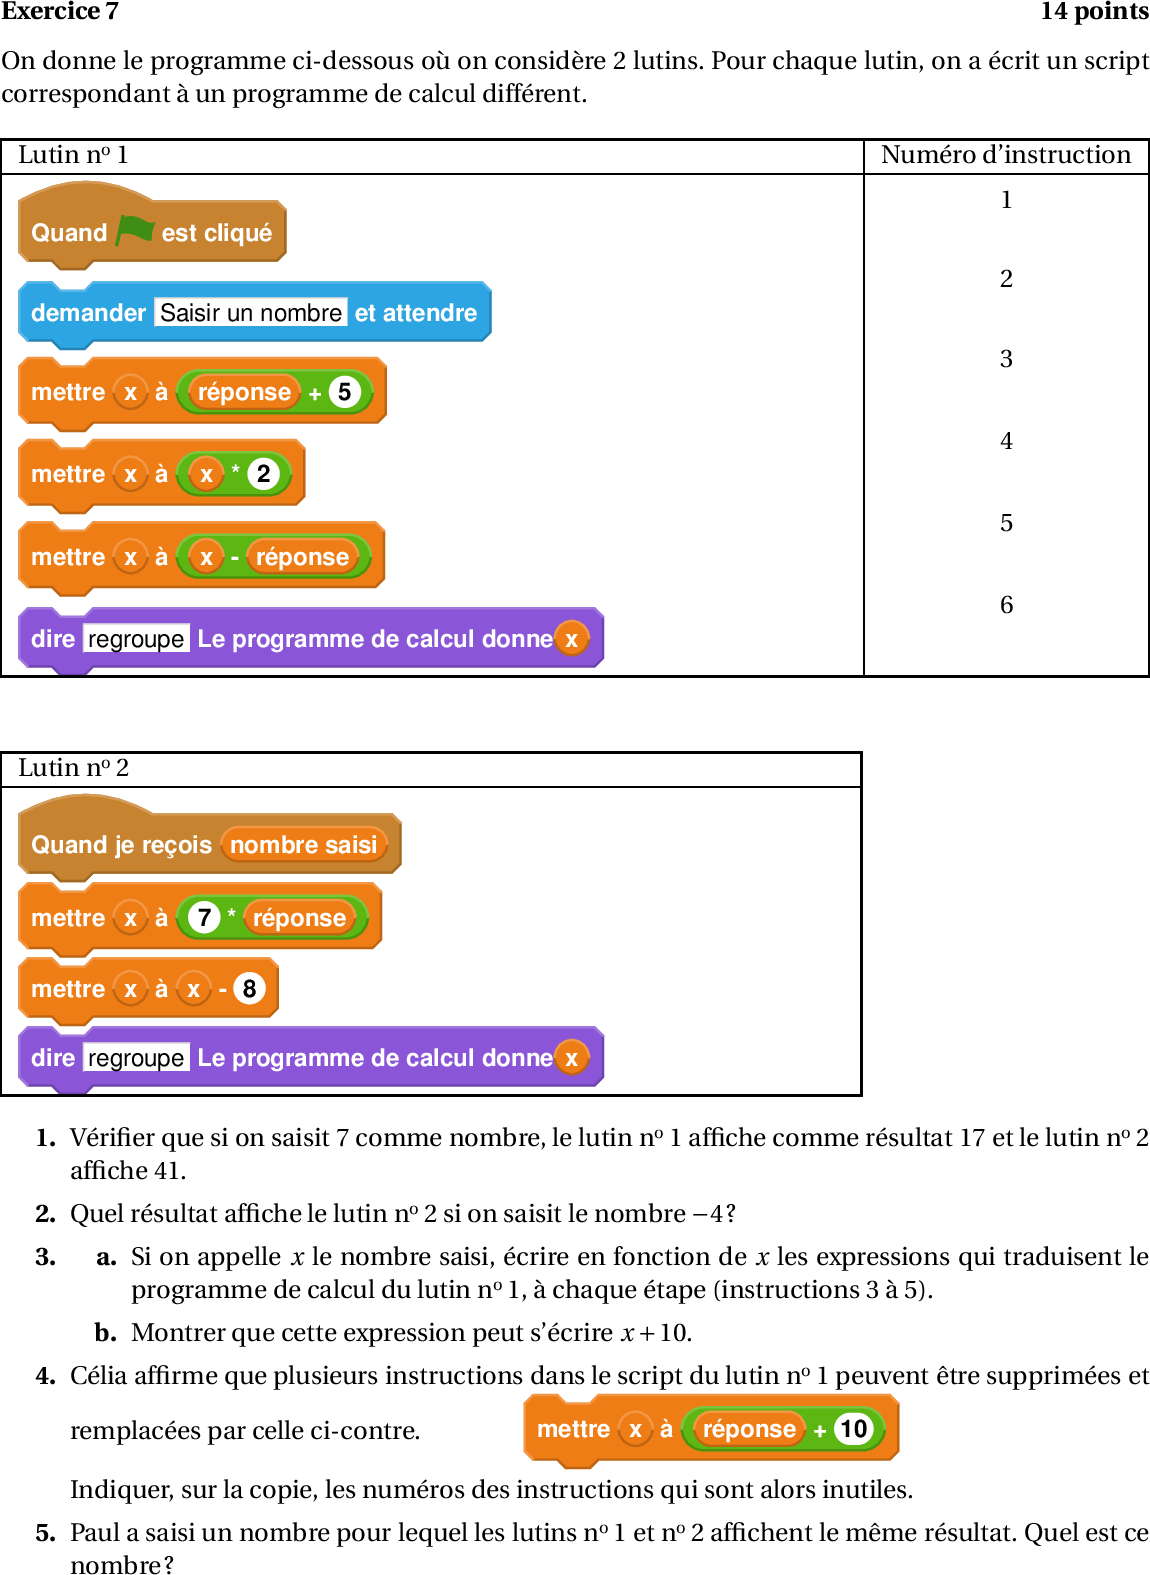 Exercice 7 14 points
On donne le programme ci-dessous où on considère 2 lutins. Pour chaque lutin, on a écrit un script
correspondant à un programme de calcul différent.
Lutin nº 1 Numéro d'instruction
Quand est cliqué 1
demander Saisir un nombre et attendre 2
mettre x à réponse + 5 3
mettre x à x * 2 4
mettre x à x - réponse 5
dire regroupe Le programme de calcul donne x 6
Lutin nº 2
Quand je reçois nombre saisi
mettre x à 7 * réponse
mettre x à x - 8
dire regroupe Le programme de calcul donne x
1. Vérifier que si on saisit 7 comme nombre, le lutin nº 1 affiche comme résultat 17 et le lutin nº 2
affiche 41.
2. Quel résultat affiche le lutin nº 2 si on saisit le nombre −4 ?
3. a. Si on appelle x le nombre saisi, écrire en fonction de x les expressions qui traduisent le
programme de calcul du lutin nº 1, à chaque étape (instructions 3 à 5).
b. Montrer que cette expression peut s'écrire x + 10.
4. Célia affirme que plusieurs instructions dans le script du lutin nº 1 peuvent être supprimées et
remplacées par celle ci-contre. mettre x à réponse + 10
Indiquer, sur la copie, les numéros des instructions qui sont alors inutiles.
5. Paul a saisi un nombre pour lequel les lutins nº 1 et nº 2 affichent le même résultat. Quel est ce
nombre ?